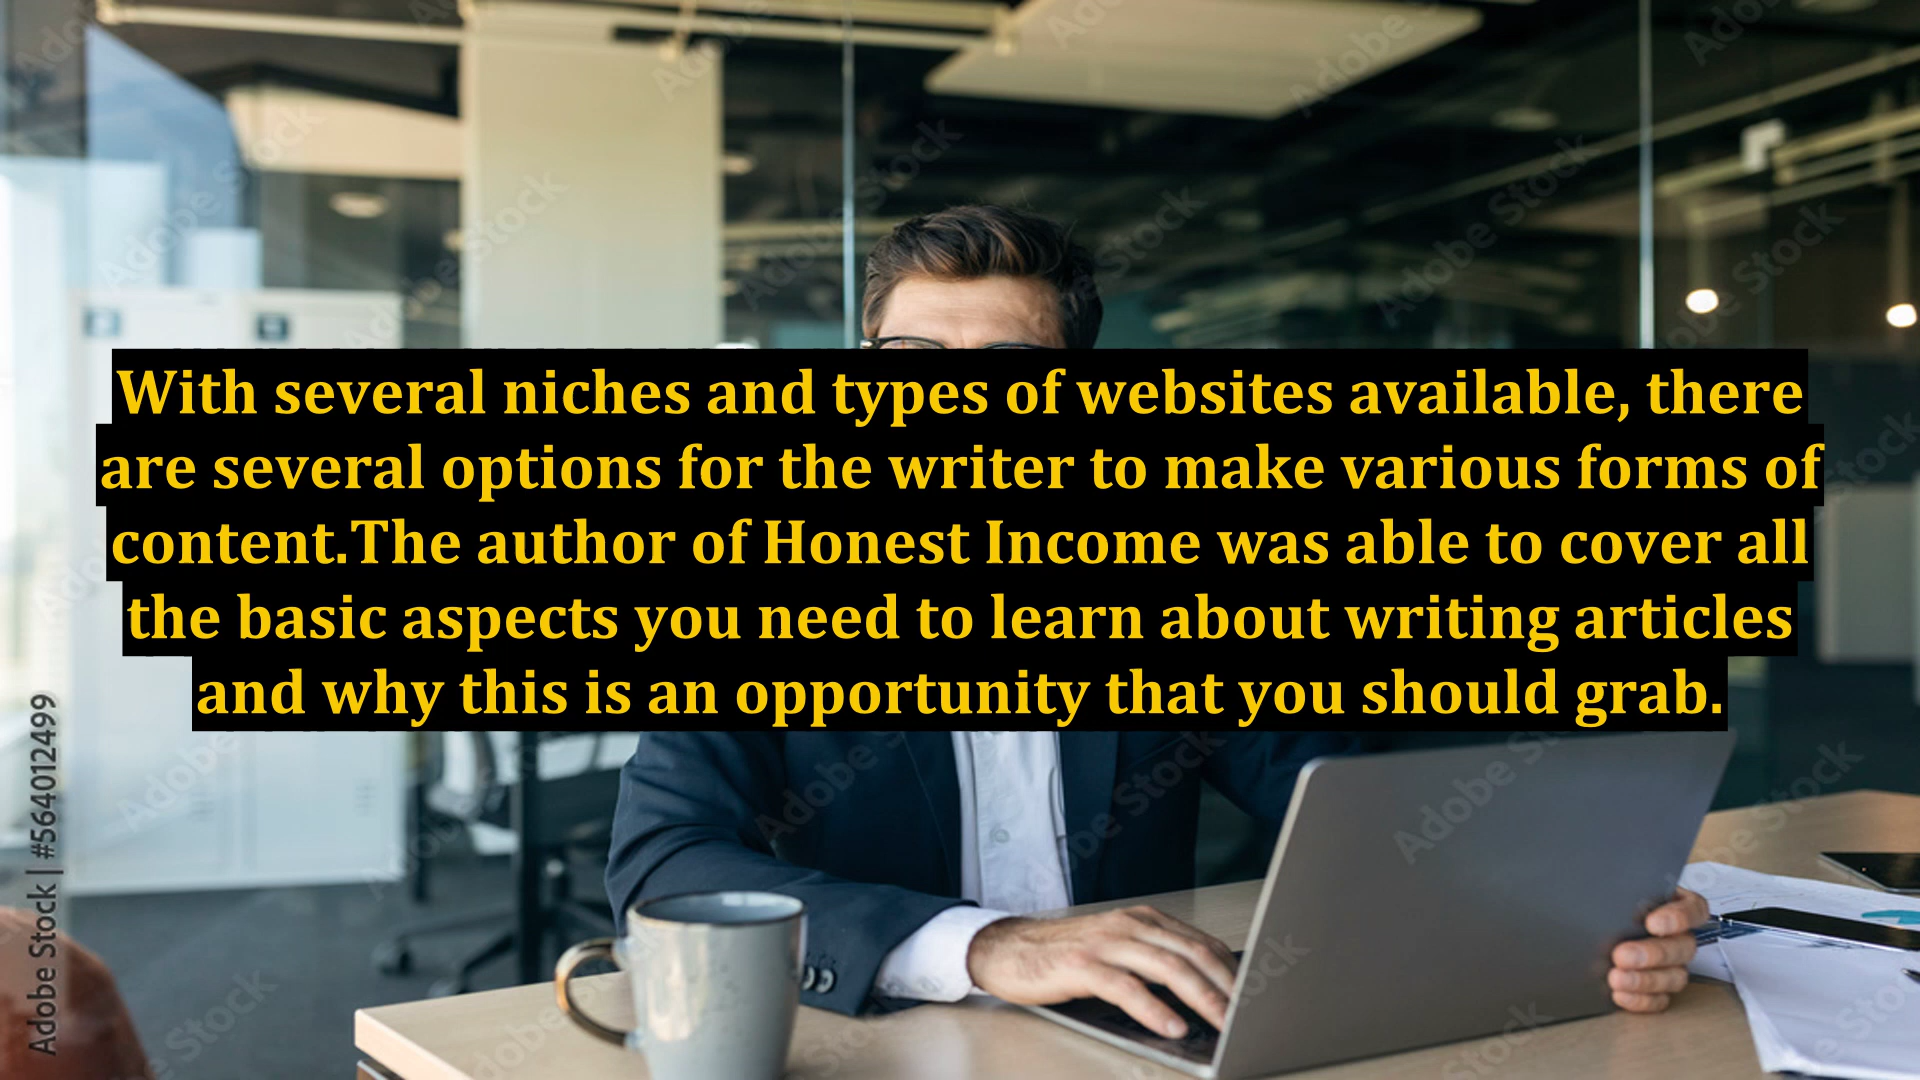 With several niches and types of websites available, there
are several options for the writer to make various forms of
content.The author of Honest Income was able to cover all
the basic aspects you need to learn about writing articles
and why this is an opportunity that you should grab.
Adobe Stock | #564012499
Adobe Stock